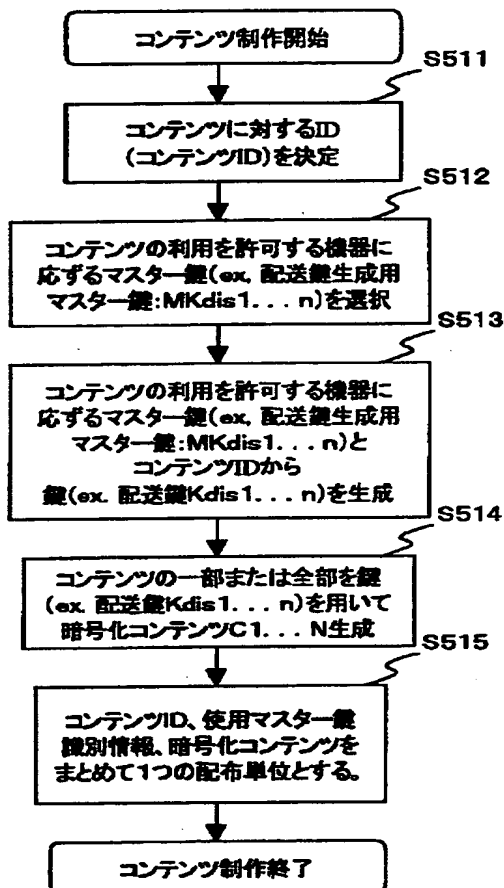 コンテンツ制作開始
S511
コンテンツに対するID
(コンテンツID)を決定
S512
コンテンツの利用を許可する機器に
応ずるマスター鍵(ex, 配送鍵生成用
マスター鍵:MKdis1...n)を選択
S513
コンテンツの利用を許可する機器に
応ずるマスター鍵(ex, 配送鍵生成用
マスター鍵:MKdis1...n)と
コンテンツIDから
鍵(ex. 配送鍵Kdis1...n)を生成
S514
コンテンツの一部または全部を鍵
(ex. 配送鍵Kdis1...n)を用いて
暗号化コンテンツC1...N生成
S515
コンテンツID、使用マスター鍵
識別情報、暗号化コンテンツを
まとめて1つの配布単位とする。
コンテンツ制作終了